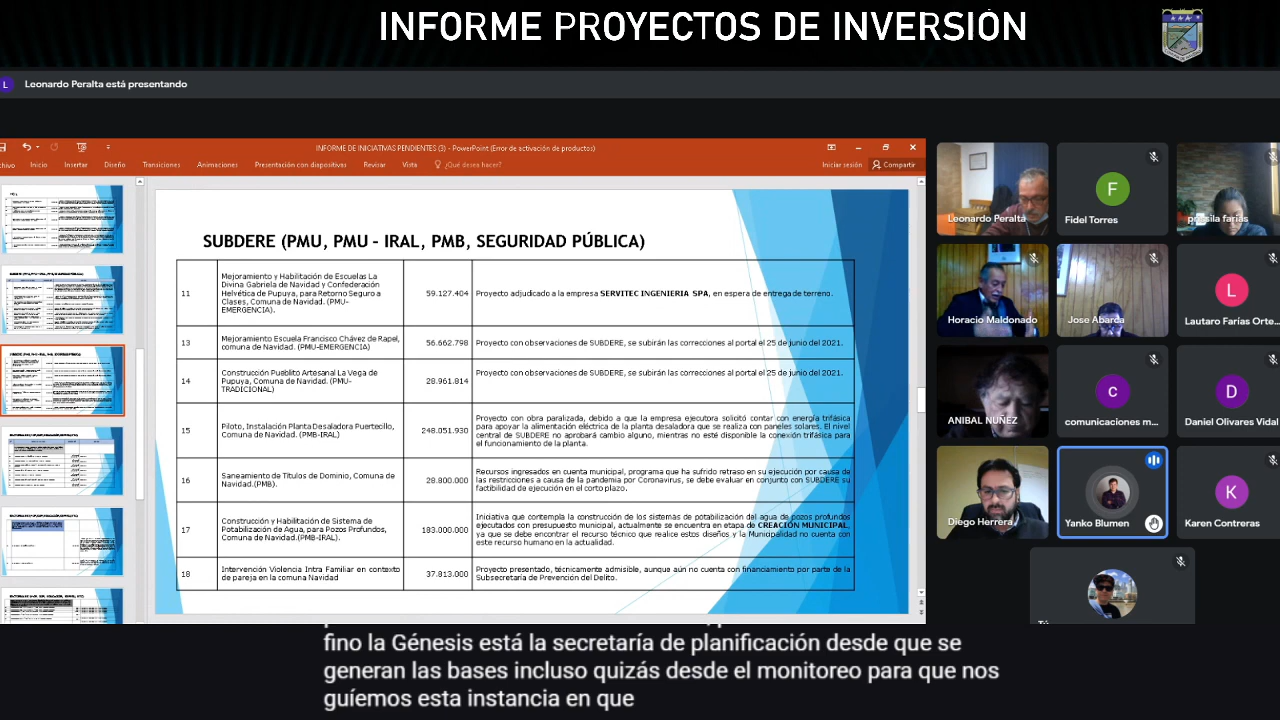 INFORME PROYECTOS DE INVERSIÓN
L
Leonardo Peralta está presentando
INFORME DE INICIATIVAS PENDIENTES (3) - PowerPoint (Error de activación de productos)
Inicio Insertar Diseño Transiciones Animaciones Presentación con diapositivas Revisar Vista ¿Qué desea hacer? Iniciar sesión Compartir
SUBDERE (PMU, PMU – IRAL, PMB, SEGURIDAD PÚBLICA)
11
Mejoramiento y Habilitación de Escuelas La
Divina Gabriela de Navidad y Confederación
Helvética de Pupuya, para Retorno Seguro a
Clases, Comuna de Navidad. (PMU-
EMERGENCIA).
59.127.404
Proyecto adjudicado a la empresa SERVITEC INGENIERIA SPA, en espera de entrega de terreno.
13
Mejoramiento Escuela Francisco Chávez de Rapel,
comuna de Navidad. (PMU-EMERGENCIA)
56.662.798
Proyecto con observaciones de SUBDERE, se subirán las correcciones al portal el 25 de junio del 2021.
14
Construcción Pueblito Artesanal La Vega de
Pupuya, Comuna de Navidad. (PMU-
TRADICIONAL)
28.961.814
Proyecto con observaciones de SUBDERE, se subirán las correcciones al portal el 25 de junio del 2021.
15
Piloto, Instalación Planta Desaladora Puertecillo,
Comuna de Navidad. (PMB-IRAL)
248.051.930
Proyecto con obra paralizada, debido a que la empresa ejecutora solicitó contar con energía trifásica
para apoyar la alimentación eléctrica de la planta desaladora que se realiza con paneles solares. El nivel
central de SUBDERE no aprobará cambio alguno, mientras no esté disponible la conexión trifásica para
el funcionamiento de la planta.
16
Saneamiento de Títulos de Dominio, Comuna de
Navidad.(PMB).
28.800.000
Recursos ingresados en cuenta municipal, programa que ha sufrido retraso en su ejecución por causa de
las restricciones a causa de la pandemia por Coronavirus, se debe evaluar en conjunto con SUBDERE su
factibilidad de ejecución en el corto plazo.
17
Construcción y Habilitación de Sistema de
Potabilización de Agua, para Pozos Profundos,
Comuna de Navidad.(PMB-IRAL).
183.000.000
Iniciativa que contempla la construcción de los sistemas de potabilización del agua de pozos profundos
ejecutados con presupuesto municipal, actualmente se encuentra en etapa de CREACIÓN MUNICIPAL,
ya que se debe encontrar el recurso técnico que realice estos diseños y la Municipalidad no cuenta con
este recurso humano en la actualidad.
18
Intervención Violencia Intra Familiar en contexto
de pareja en la comuna Navidad
37.813.000
Proyecto presentado, técnicamente admisible, aunque aún no cuenta con financiamiento por parte de la
Subsecretaría de Prevención del Delito.
Leonardo Peralta
F
Fidel Torres
priscila farías
Horacio Maldonado
Jose Abarca
L
Lautaro Farías Orte...
ANIBAL NUÑEZ
c
comunicaciones m...
D
Daniel Olivares Vidal
Diego Herrera
Yanko Blumen
K
Karen Contreras
fino la Génesis está la secretaría de planificación desde que se
generan las bases incluso quizás desde el monitoreo para que nos
guíemos esta instancia en que